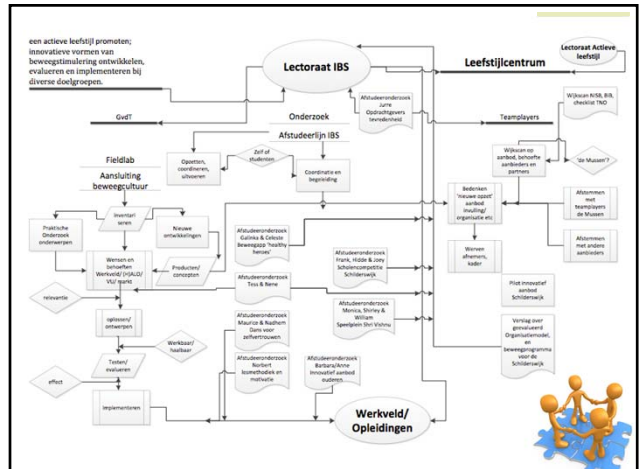 een actieve leefstijl promoten;
innovatieve vormen van
beweegstimulering ontwikkelen,
evalueren en implementeren bij
diverse doelgroepen.
Lectoraat IBS
Leefstijlcentrum
Lectoraat Actieve
leefstijl
GvdT
Onderzoek
Afstudeeronderzoek
Jurre
Opdrachtgevers
tevredenheid
Teamplayers
Wijkscan NISB, BIB,
checklist TNO
Afstudeerlijn IBS
Fieldlab
Aansluiting
beweegcultuur
Opzetten,
coordineren,
uitvoeren
Zelf of
studenten
Coordinatie en
begeleiding
Wijkscan op
aanbod, behoefte
aanbieders en
partners
'de Mussen'?
Bedenken
'nieuwe opzet'
aanbod
invulling/
organisatie etc
Afstemmen
met
teamplayers
de Mussen
Praktische
Onderzoek
onderwerpen
Inventari
seren
Nieuwe
ontwikkelingen
Afstudeeronderzoek
Galinka & Celeste
Beweegapp 'healthy
heroes'
Afstudeeronderzoek
Frank, Hidde & Joey
Scholencompetitie
Schilderswijk
Werven
afnemers,
kader
Afstemmen
met andere
aanbieders
Wensen en
behoeften
Werkveld/
VU/ markt
Producten/
concepten
Afstudeeronderzoek
Tess & Nene
Pilot innovatief
aanbod
Schilderswijk
relevantie
oplossen/
ontwerpen
Afstudeeronderzoek
Maurice & Nadhem
Dans voor
zelfvertrouwen
Afstudeeronderzoek
Monica, Shirley &
William
Speelplein Shri Vishnu
Verslag over
geevalueerd
Organisatiemodel,
en
beweegprogramma
voor de
Schilderswijk
Werkbaar/
haalbaar
Testen/
evalueren
Afstudeeronderzoek
Norbert
lesmethodiek en
motivatie
Afstudeeronderzoek
Barbara/Anne
Innovatief aanbod
ouderen
effect
Implementeren
Werkveld/
Opleidingen